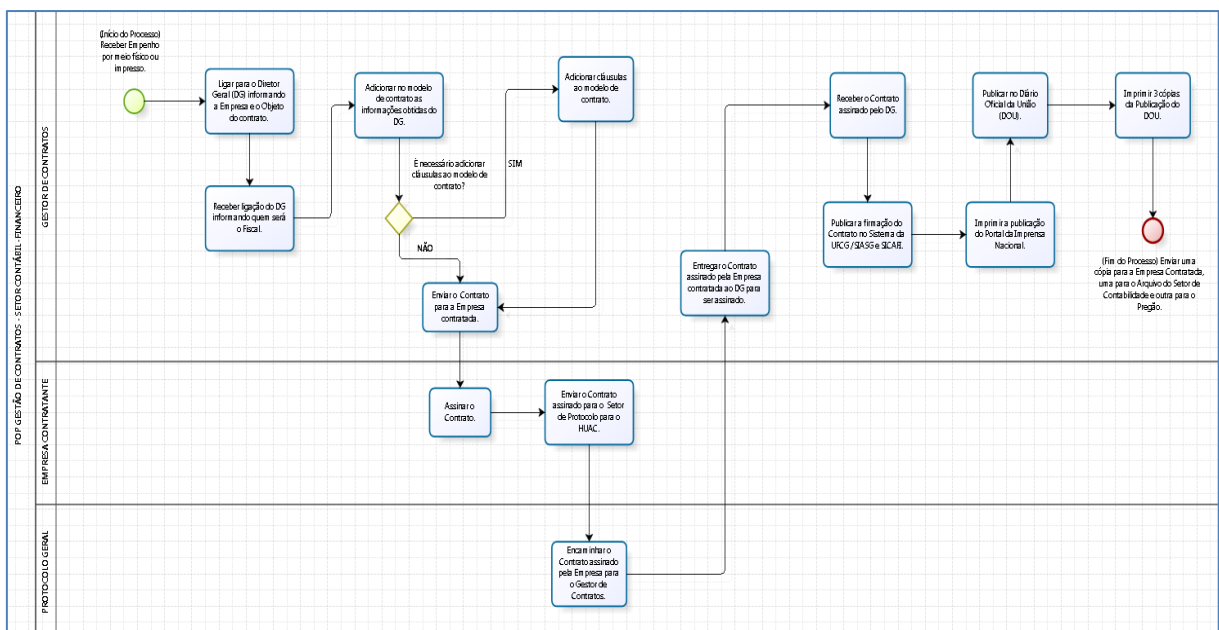 POP GESTÃO DE CONTRATOS - SETOR CONTÁBIL-FINANCEIRO
GESTOR DE CONTRATOS
(Início do Processo)
Receber Empenho
por meio físico ou
impresso.
Ligar para o Diretor
Geral (DG) informando
a Empresa e o Objeto
do contrato.
Receber ligação do DG
informando quem será
o Fiscal.
Adicionar no modelo
de contrato as
informações obtidas do
DG.
É necessário adicionar
cláusulas ao modelo de
contrato?
SIM
NÃO
Adicionar cláusulas
ao modelo de
contrato.
Enviar o Contrato
para a Empresa
contratada.
Entregar o Contrato
assinado pela Empresa
contratada ao DG para
ser assinado.
Receber o Contrato
assinado pelo DG.
Publicar a firmação do
Contrato no Sistema da
UFCG/SIASG e SICAFI.
Imprimir a publicação
do Portal da Imprensa
Nacional.
Publicar no Diário
Oficial da União
(DOU).
Imprimir 3 cópias
da Publicação do
DOU.
(Fim do Processo) Enviar uma
cópia para a Empresa Contratada,
uma para o Arquivo do Setor de
Contabilidade e outra para o
Pregão.
EMPRESA CONTRATANTE
Assinar o
Contrato.
Enviar o Contrato
assinado para o Setor
de Protocolo para o
HUAC.
PROTOCOLO GERAL
Encaminhar o
Contrato assinado
pela Empresa para
o Gestor de
Contratos.